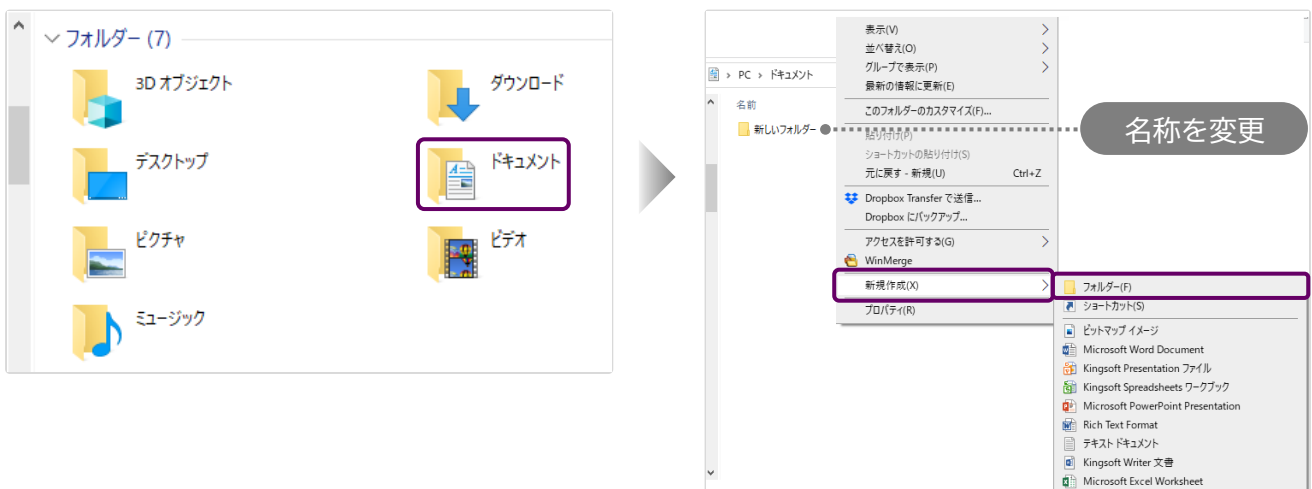 フォルダー (7)
3D オブジェクト
ダウンロード
デスクトップ
ドキュメント
ピクチャ
ビデオ
ミュージック
PC › ドキュメント
名前
新しいフォルダー
名称を変更
表示(V)
並べ替え(O)
グループで表示(P)
最新の情報に更新(E)
このフォルダーのカスタマイズ(F)...
貼り付け(P)
ショートカットの貼り付け(S)
元に戻す - 新規(U) Ctrl+Z
Dropbox Transfer で送信...
Dropbox にバックアップ...
アクセスを許可する(G)
WinMerge
新規作成(X)
プロパティ(R)
フォルダー(F)
ショートカット(S)
ビットマップ イメージ
Microsoft Word Document
Kingsoft Presentation ファイル
Kingsoft Spreadsheets ワークブック
Microsoft PowerPoint Presentation
Rich Text Format
テキスト ドキュメント
Kingsoft Writer 文書
Microsoft Excel Worksheet